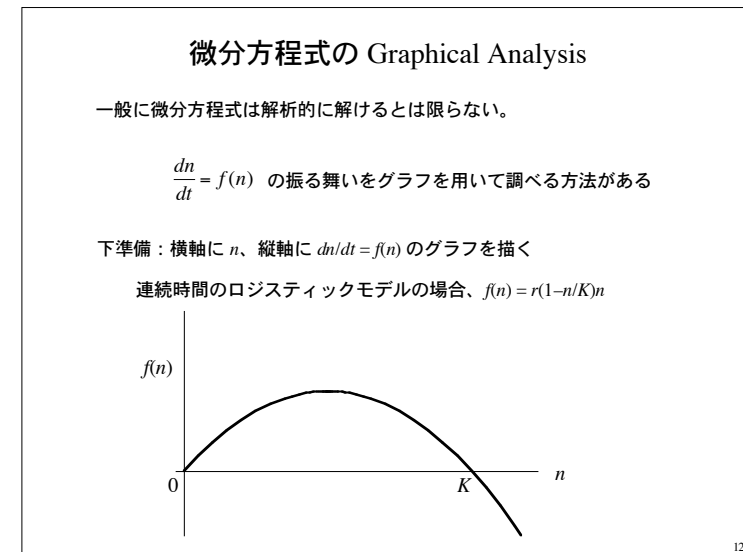 微分方程式の Graphical Analysis
一般に微分方程式は解析的に解けるとは限らない。
dn/dt = f(n) の振る舞いをグラフを用いて調べる方法がある
下準備：横軸に n、縦軸に dn/dt = f(n) のグラフを描く
連続時間のロジスティックモデルの場合、f(n) = r(1–n/K)n
f(n)
0
K
n
12